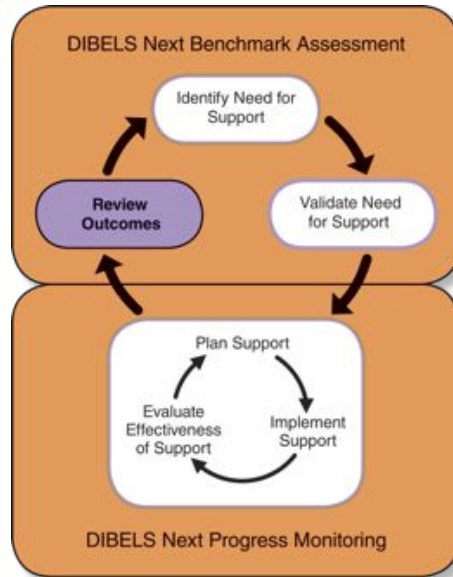 DIBELS Next Benchmark Assessment
Identify Need for
Support
Review
Outcomes
Validate Need
for Support
Plan Support
Evaluate
Effectiveness
of Support
Implement
Support
DIBELS Next Progress Monitoring